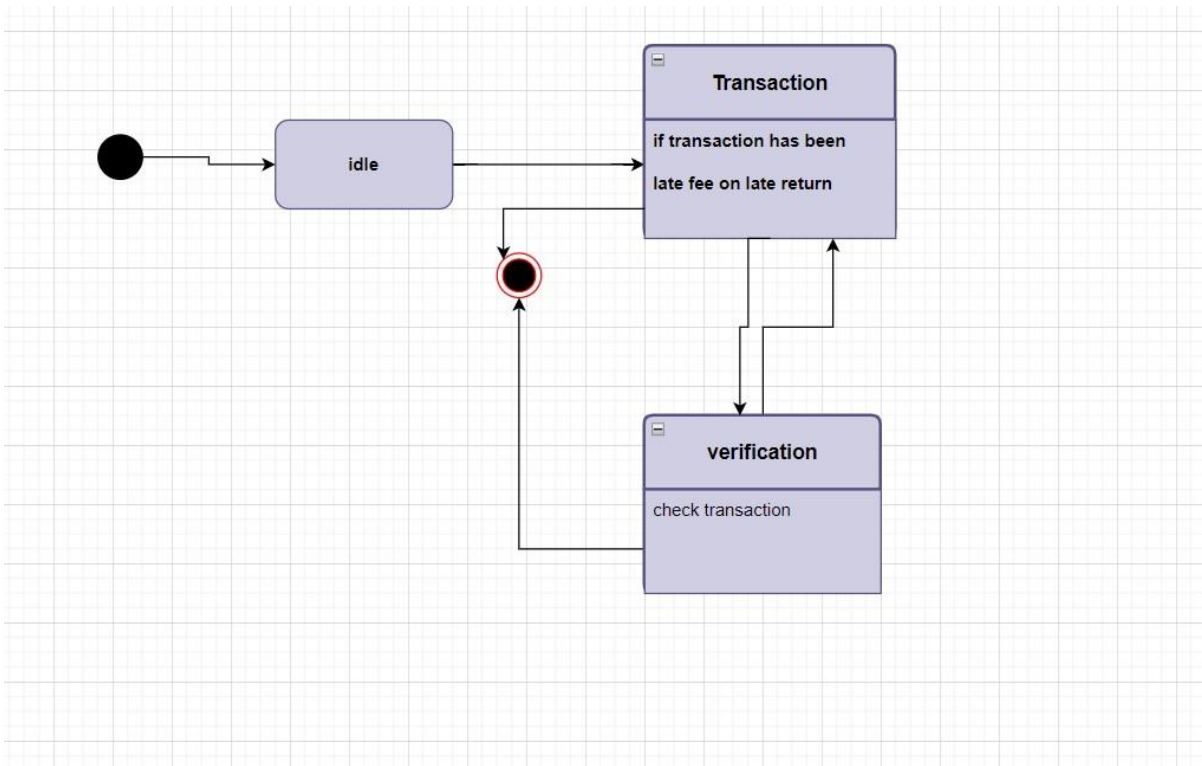 Transaction
if transaction has been
late fee on late return
idle
verification
check transaction